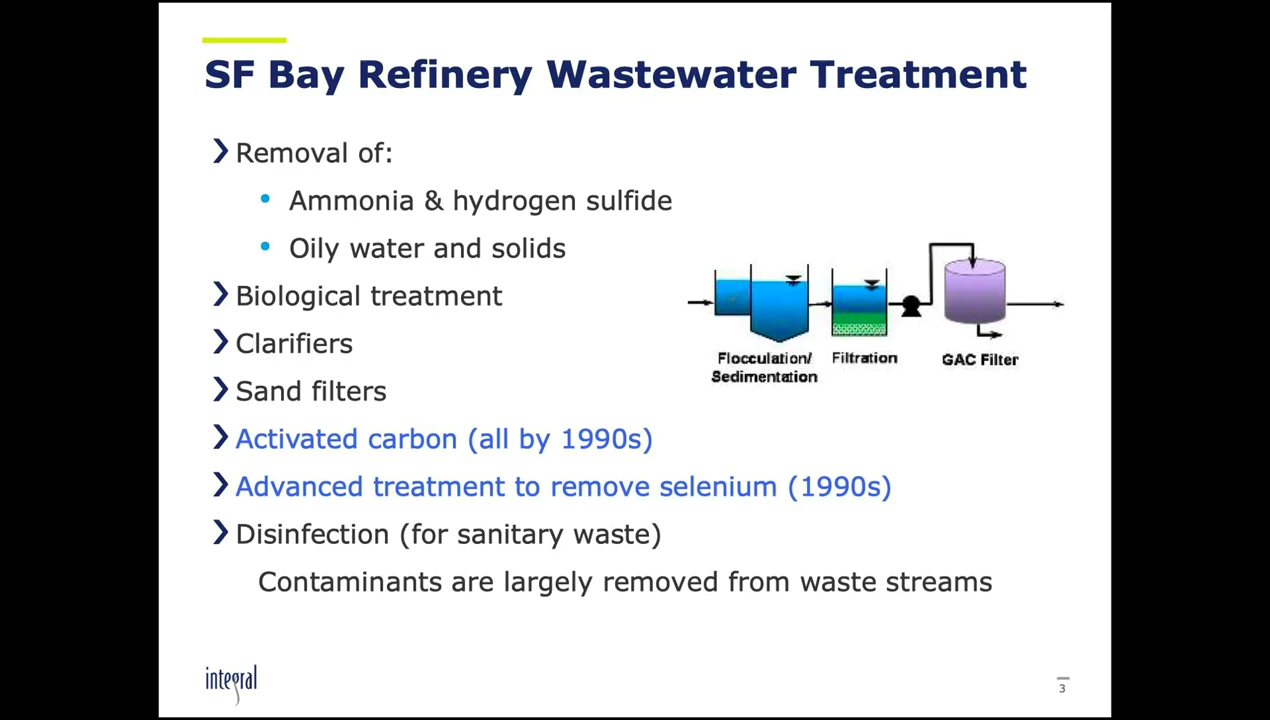 SF Bay Refinery Wastewater Treatment
Removal of:
Ammonia & hydrogen sulfide
Oily water and solids
Biological treatment
Clarifiers
Sand filters
Activated carbon (all by 1990s)
Advanced treatment to remove selenium (1990s)
Disinfection (for sanitary waste)
Contaminants are largely removed from waste streams
Flocculation/
Sedimentation
Filtration
GAC Filter
integral
3